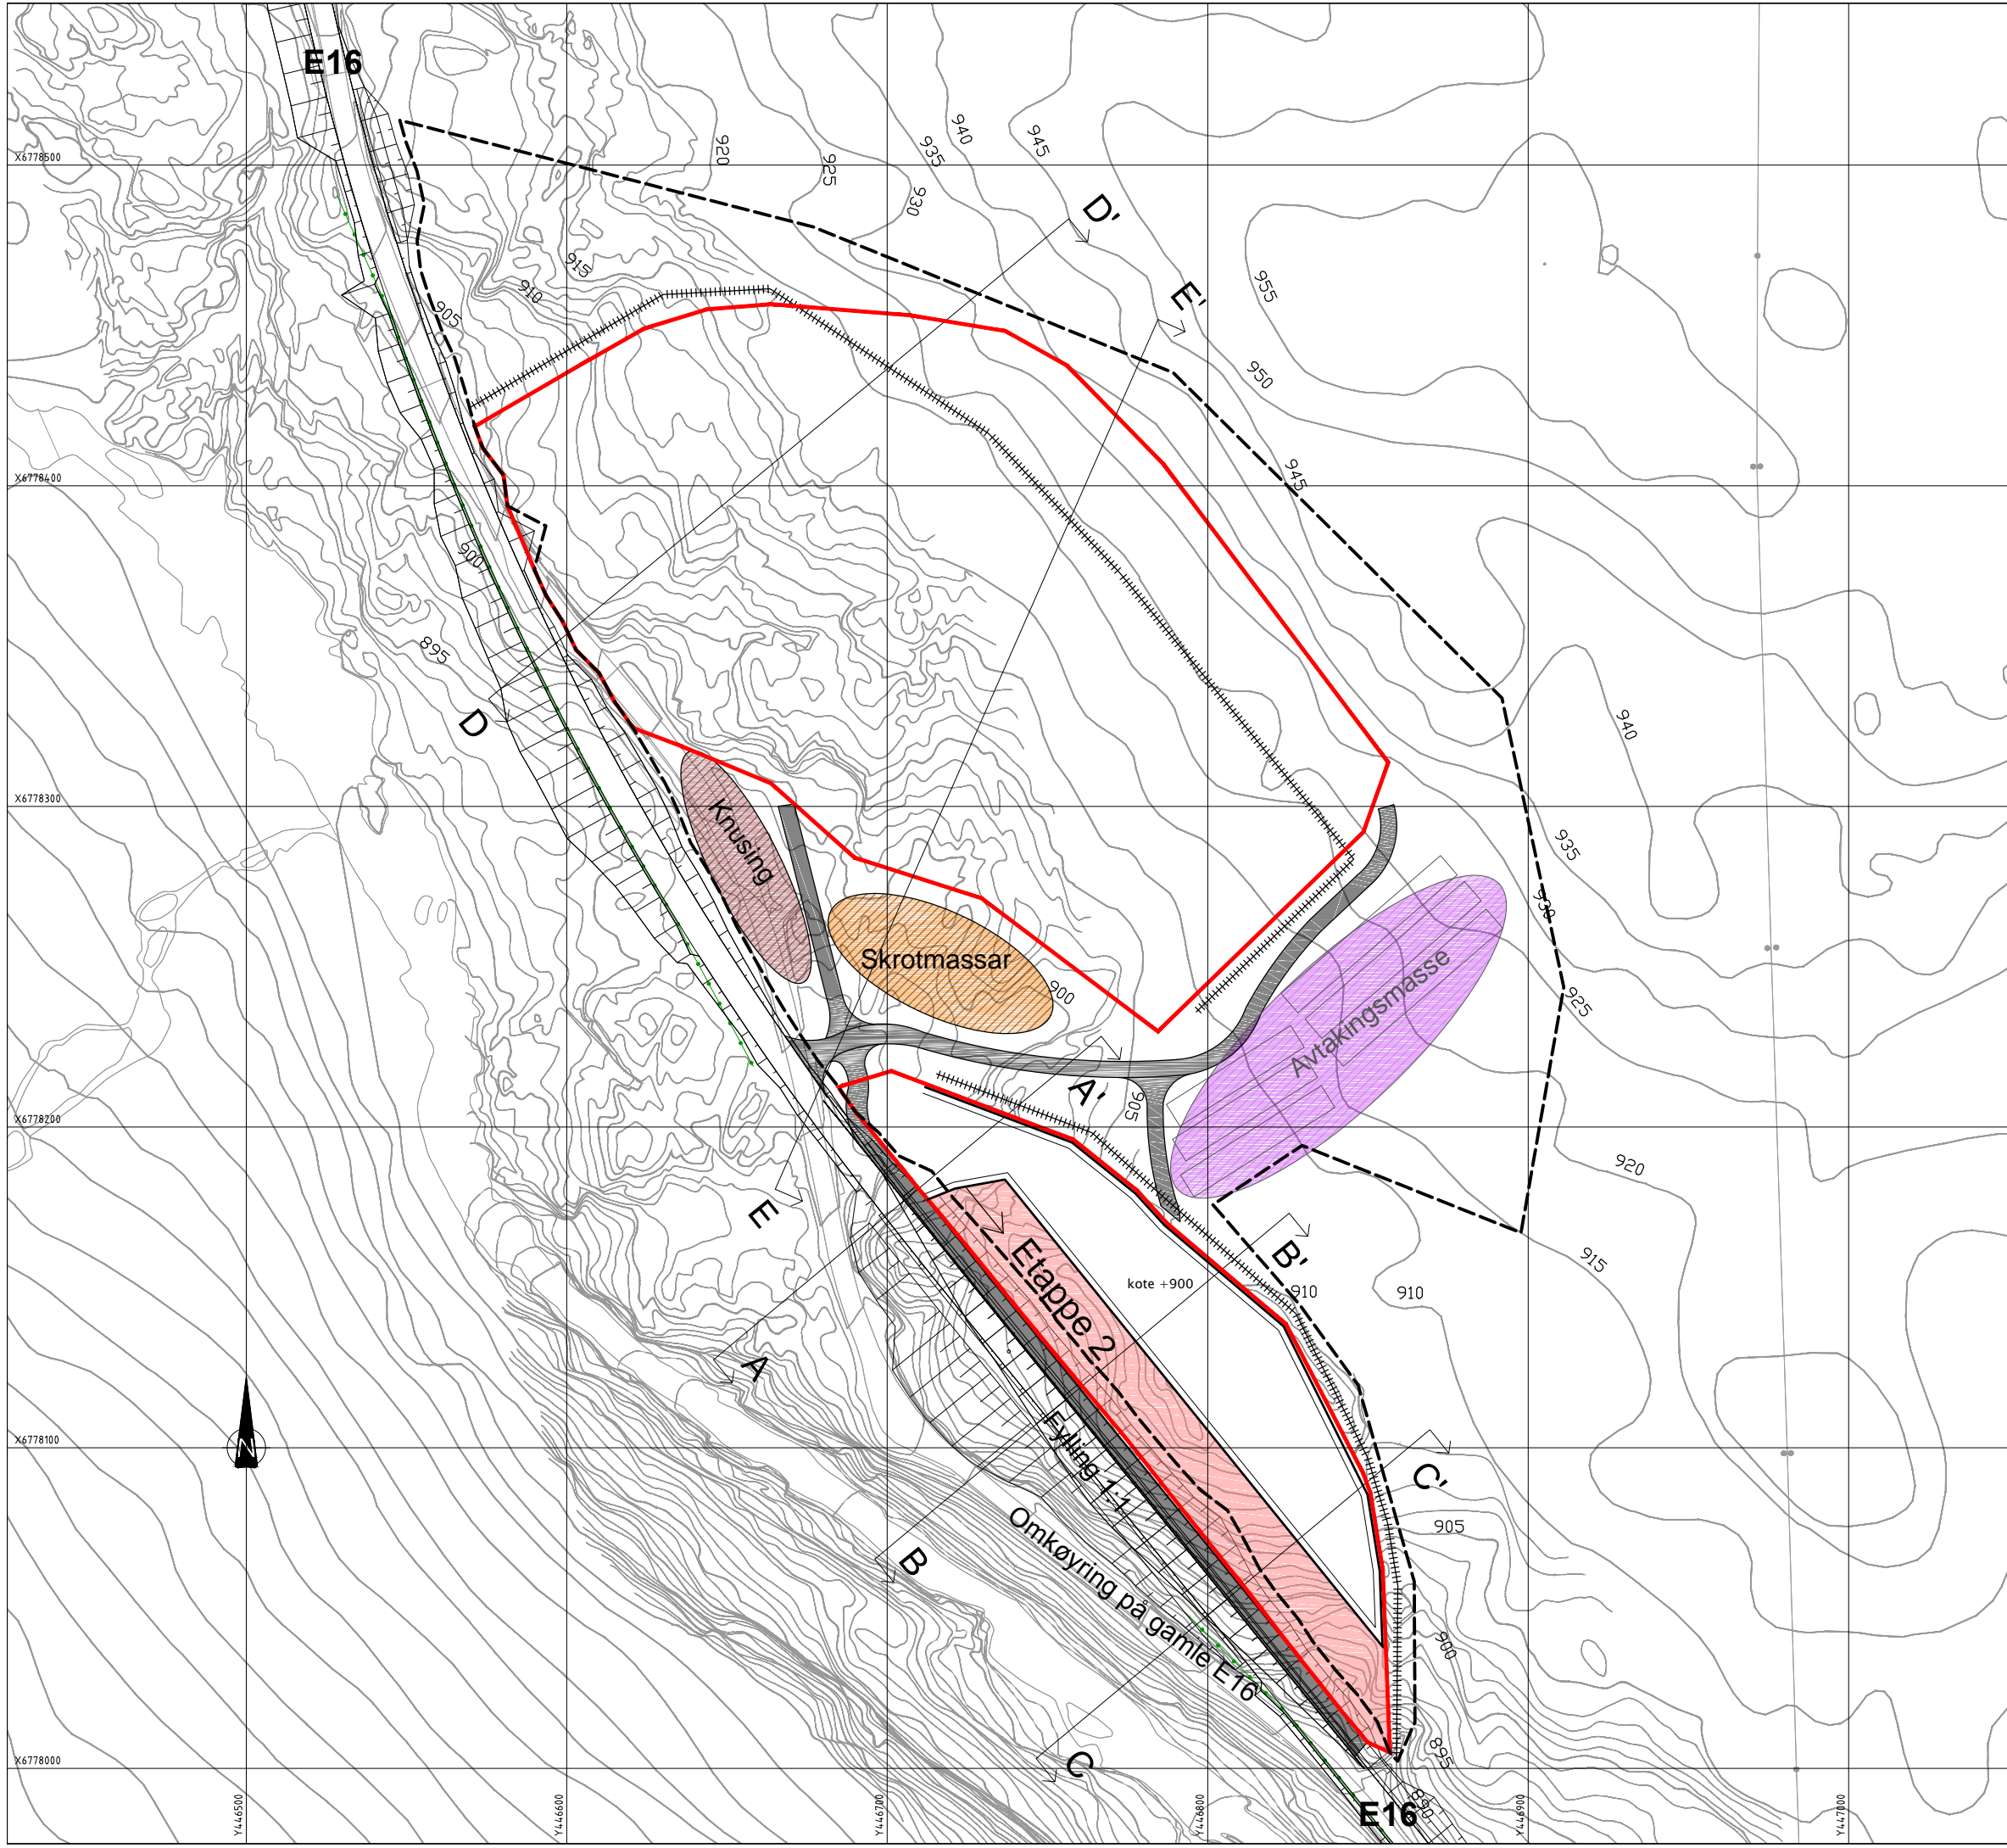 E16
920
925
930
935
940
945
D'
X6778500
915
910
905
E'
955
950
945
X6778400
900
895
D
940
X6778300
Knusing
935
930
Skrotmassar
900
Avtakingsmasse
925
A'
905
X6778200
920
E
B'
Etappe 2
kote +900
910
910
915
A
X6778100
N
Fylling 1:1
C'
905
Omkøyring på gamle E16
B
900
895
C
X6778000
890
E16
Y446500
Y446600
Y446700
Y446800
Y446900
Y447000